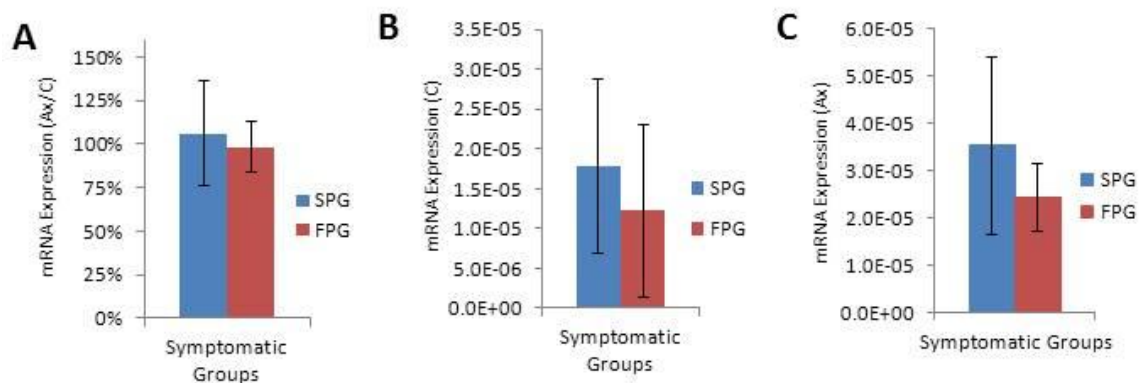 A
mRNA Expression (Ax/C)
150%
125%
100%
75%
50%
25%
0%
Symptomatic
Groups
SPG
FPG
B
mRNA Expression (C)
3.5E-05
3.0E-05
2.5E-05
2.0E-05
1.5E-05
1.0E-05
5.0E-06
0.0E+00
Symptomatic
Groups
SPG
FPG
C
mRNA Expression (Ax)
6.0E-05
5.0E-05
4.0E-05
3.0E-05
2.0E-05
1.0E-05
0.0E+00
Symptomatic Groups
SPG
FPG